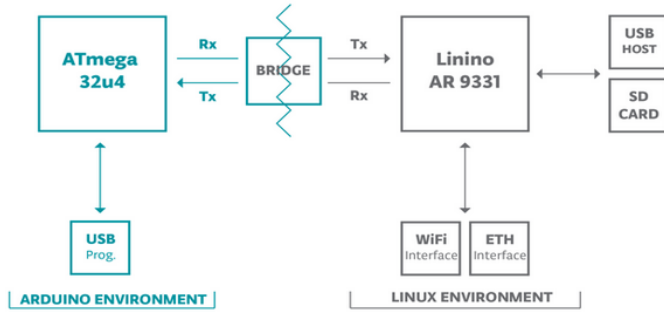 ATmega
32u4
Rx
Tx
BRIDGE
Tx
Rx
Linino
AR 9331
USB
HOST
SD
CARD
USB
Prog.
WiFi
Interface
ETH
Interface
ARDUINO ENVIRONMENT
LINUX ENVIRONMENT